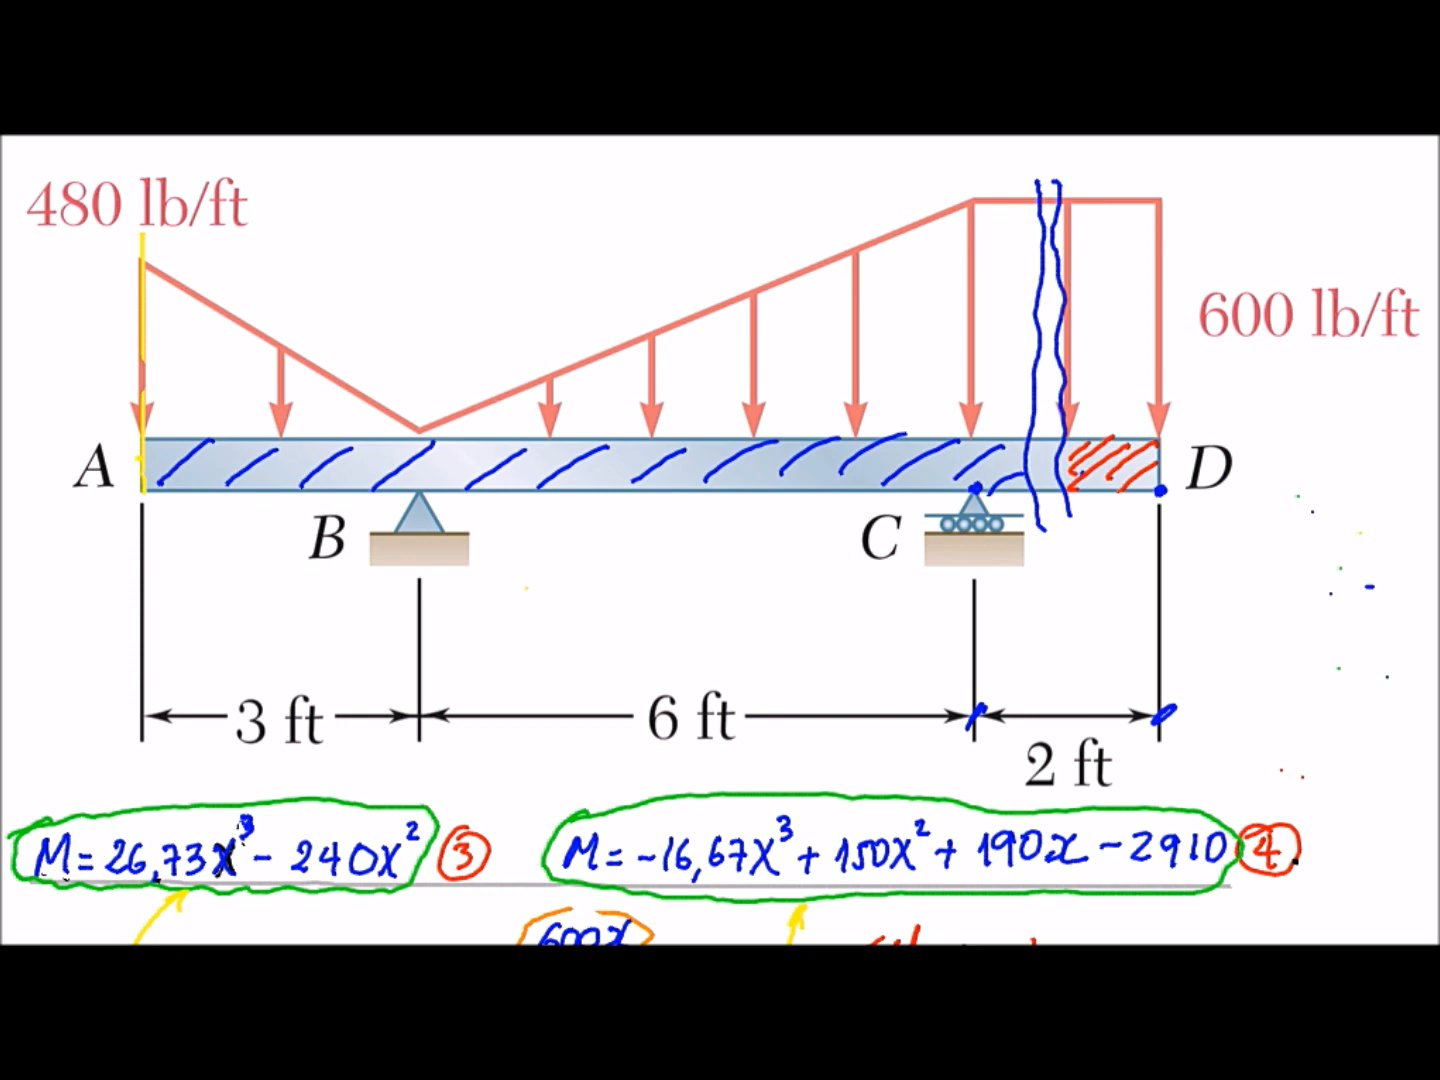 480 lb/ft
600 lb/ft
A
D
B
C
3 ft
6 ft
2 ft
M = 26,73x³ - 240x² ③
M = -16,67x³ + 150x² + 190x - 2910 ④
600x